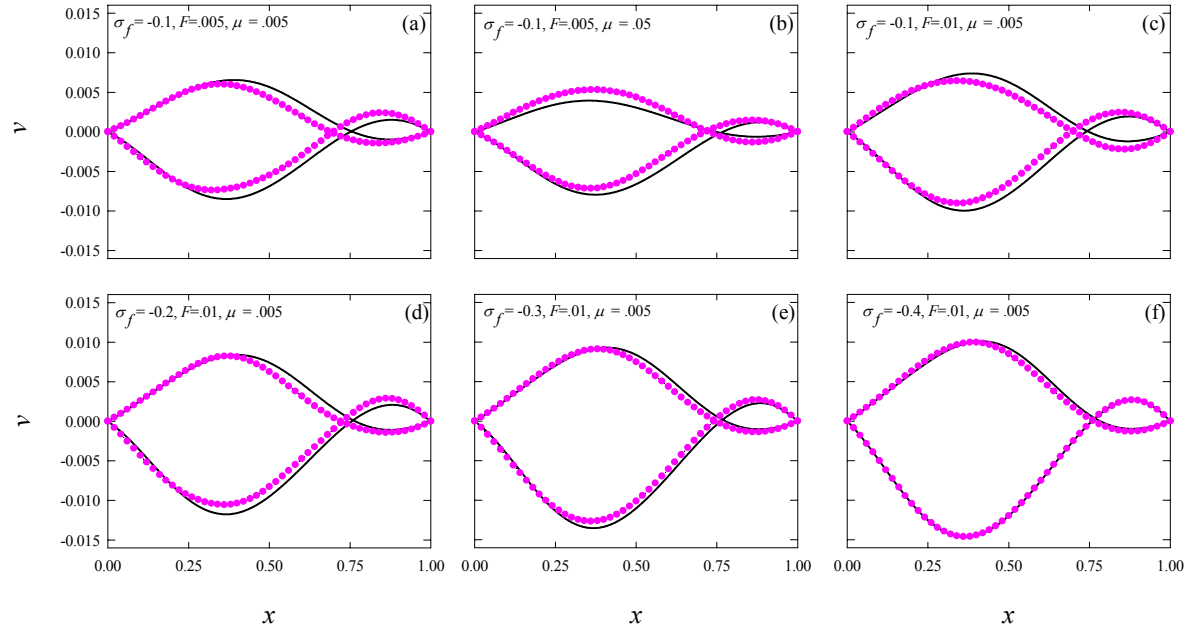 σf = -0.1, F=.005, μ = .005 (a)
σf = -0.1, F=.005, μ = .05 (b)
σf = -0.1, F=.01, μ = .005 (c)
0.015
0.010
0.005
0.000
-0.005
-0.010
-0.015
v
σf = -0.2, F=.01, μ = .005 (d)
σf = -0.3, F=.01, μ = .005 (e)
σf = -0.4, F=.01, μ = .005 (f)
0.015
0.010
0.005
0.000
-0.005
-0.010
-0.015
v
0.00 0.25 0.50 0.75 1.00
0.00 0.25 0.50 0.75 1.00
0.00 0.25 0.50 0.75 1.00
x
x
x